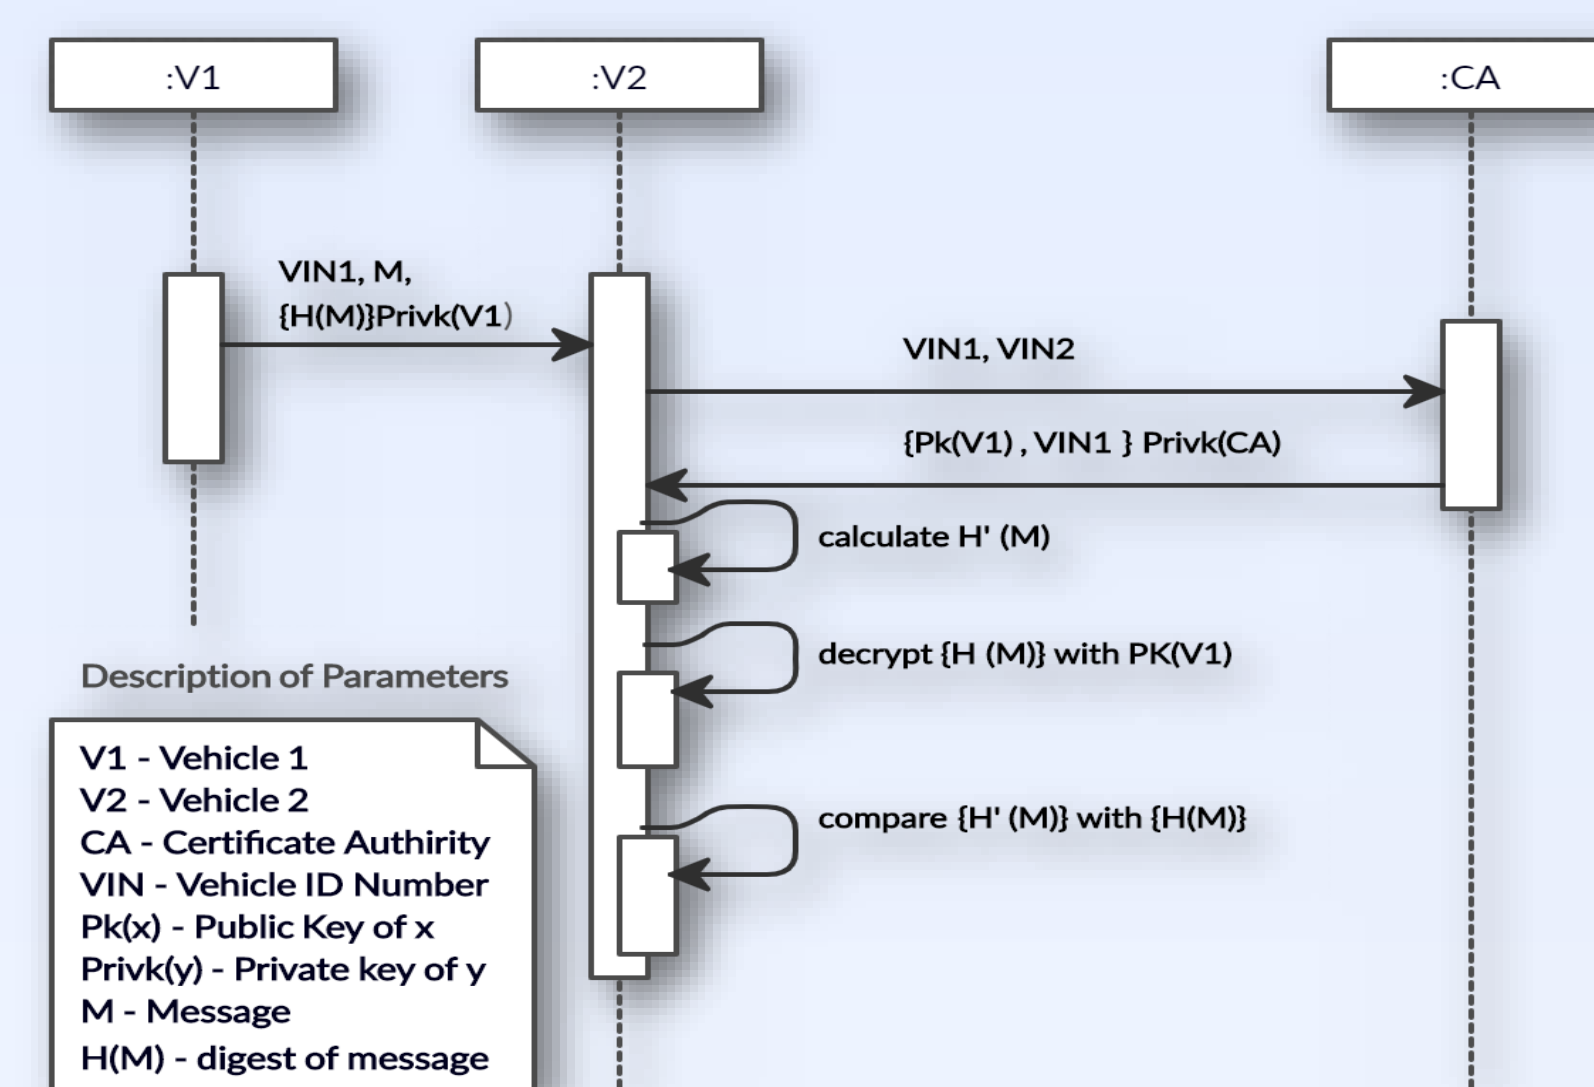 :V1
:V2
:CA
VIN1, M,
{H(M)}Privk(V1)
VIN1, VIN2
{Pk(V1) , VIN1 } Privk(CA)
calculate H' (M)
decrypt {H (M)} with PK(V1)
compare {H' (M)} with {H(M)}
Description of Parameters
V1 - Vehicle 1
V2 - Vehicle 2
CA - Certificate Authirity
VIN - Vehicle ID Number
Pk(x) - Public Key of x
Privk(y) - Private key of y
M - Message
H(M) - digest of message